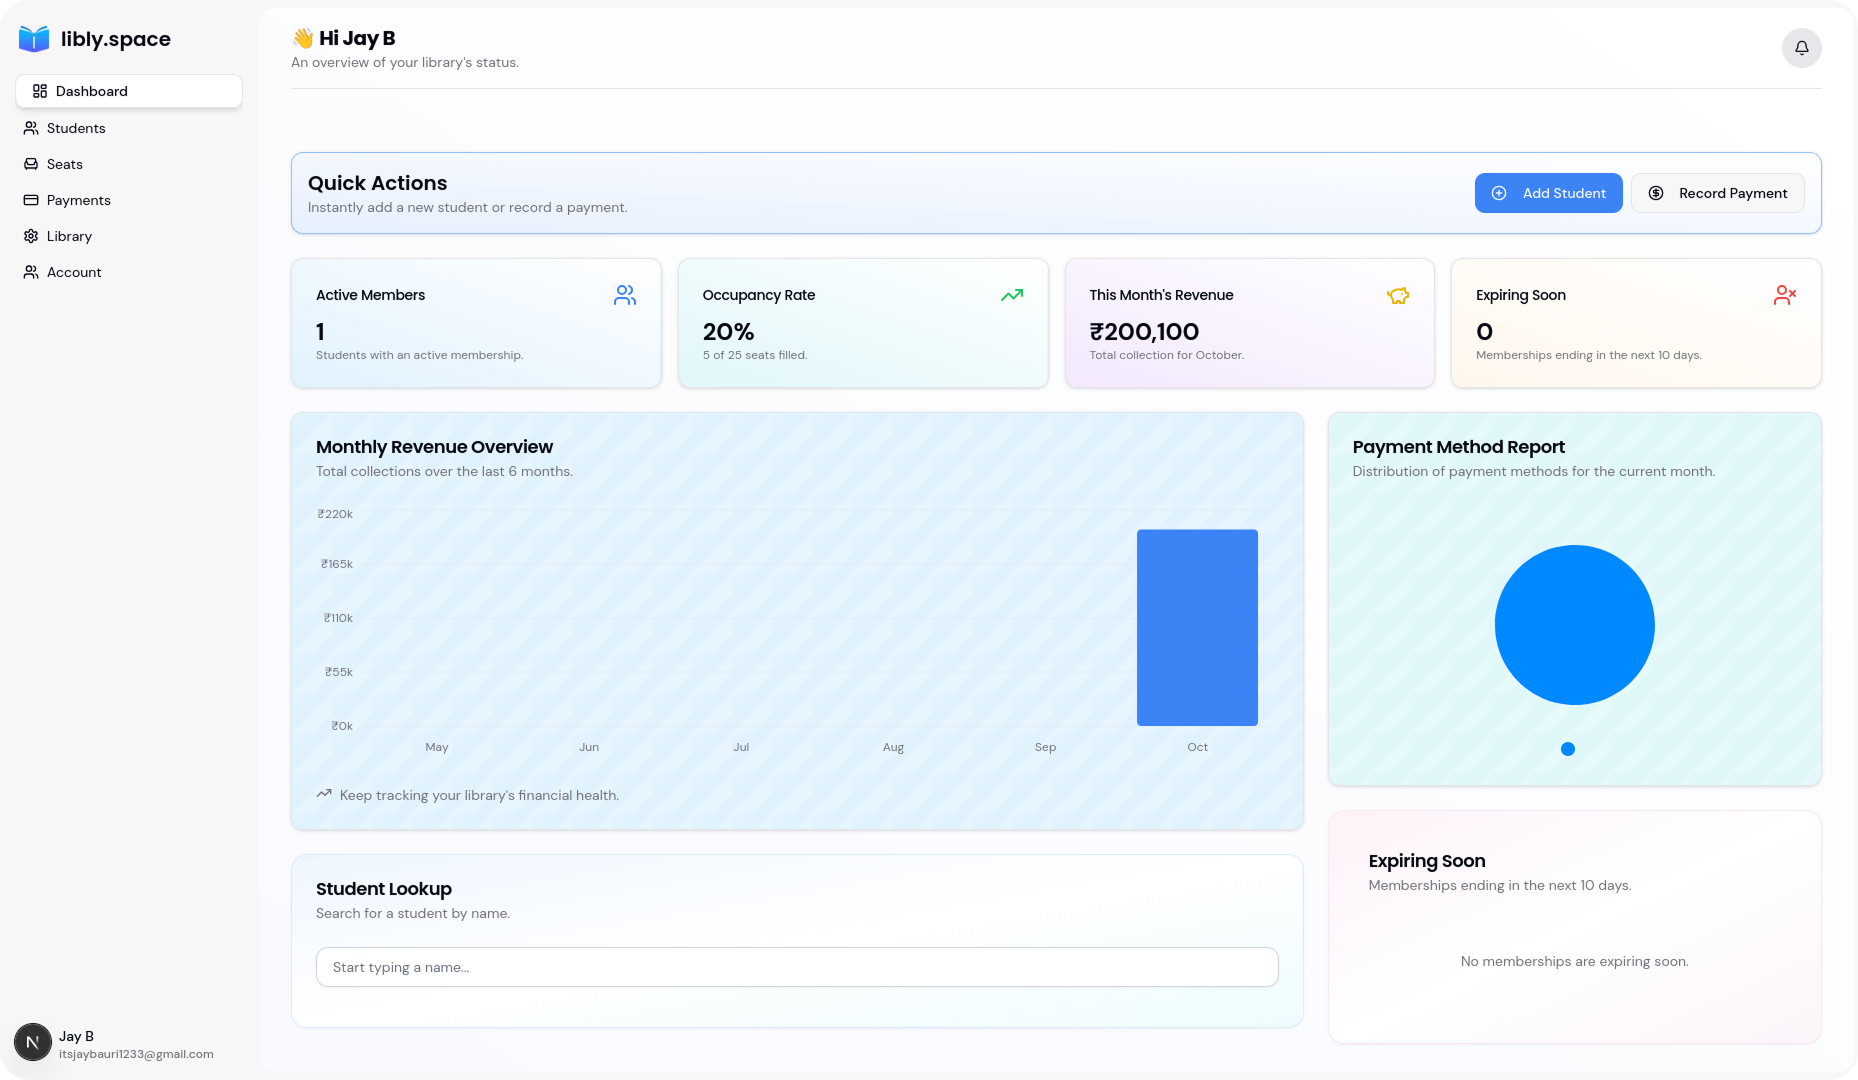 libly.space
Dashboard
Students
Seats
Payments
Library
Account
👋 Hi Jay B
An overview of your library's status.
Quick Actions
Instantly add a new student or record a payment.
Add Student
Record Payment
Active Members
1
Students with an active membership.
Occupancy Rate
20%
5 of 25 seats filled.
This Month's Revenue
₹200,100
Total collection for October.
Expiring Soon
0
Memberships ending in the next 10 days.
Monthly Revenue Overview
Total collections over the last 6 months.
₹220k
₹165k
₹110k
₹55k
₹0k
May
Jun
Jul
Aug
Sep
Oct
Keep tracking your library's financial health.
Payment Method Report
Distribution of payment methods for the current month.
Student Lookup
Search for a student by name.
Start typing a name...
Expiring Soon
Memberships ending in the next 10 days.
No memberships are expiring soon.
N
Jay B
itsjaybauri1233@gmail.com